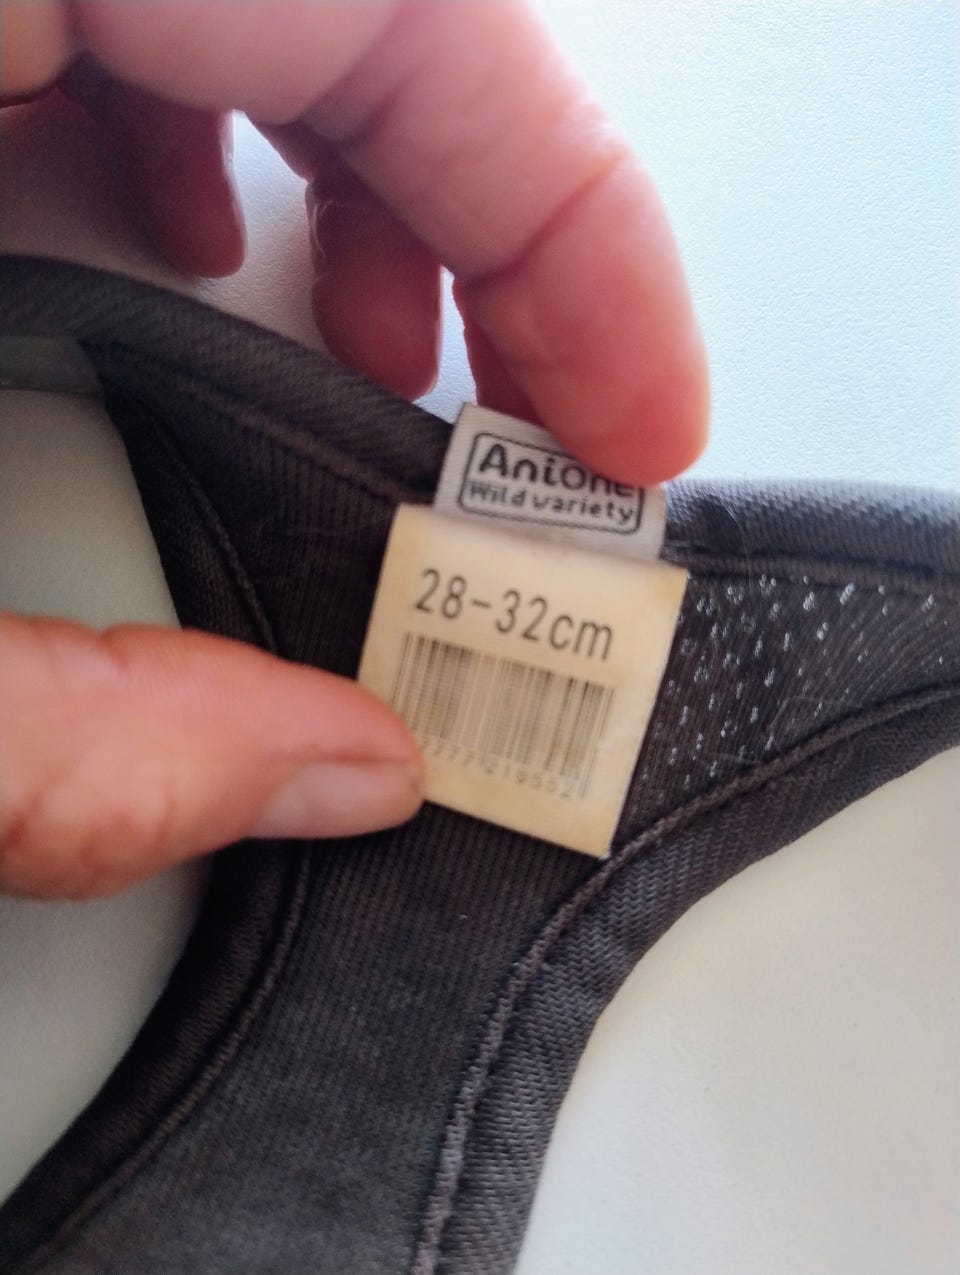 AniOne
Wild variety
28-32cm